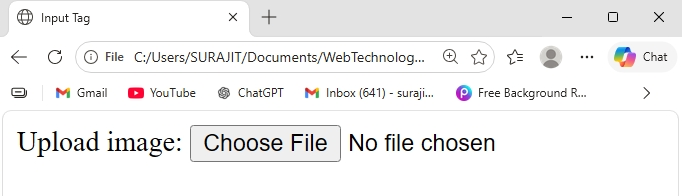 Input Tag
File C:/Users/SURAJIT/Documents/WebTechnolog... Chat
Gmail YouTube ChatGPT Inbox (641) - suraji... Free Background R...
Upload image: Choose File No file chosen